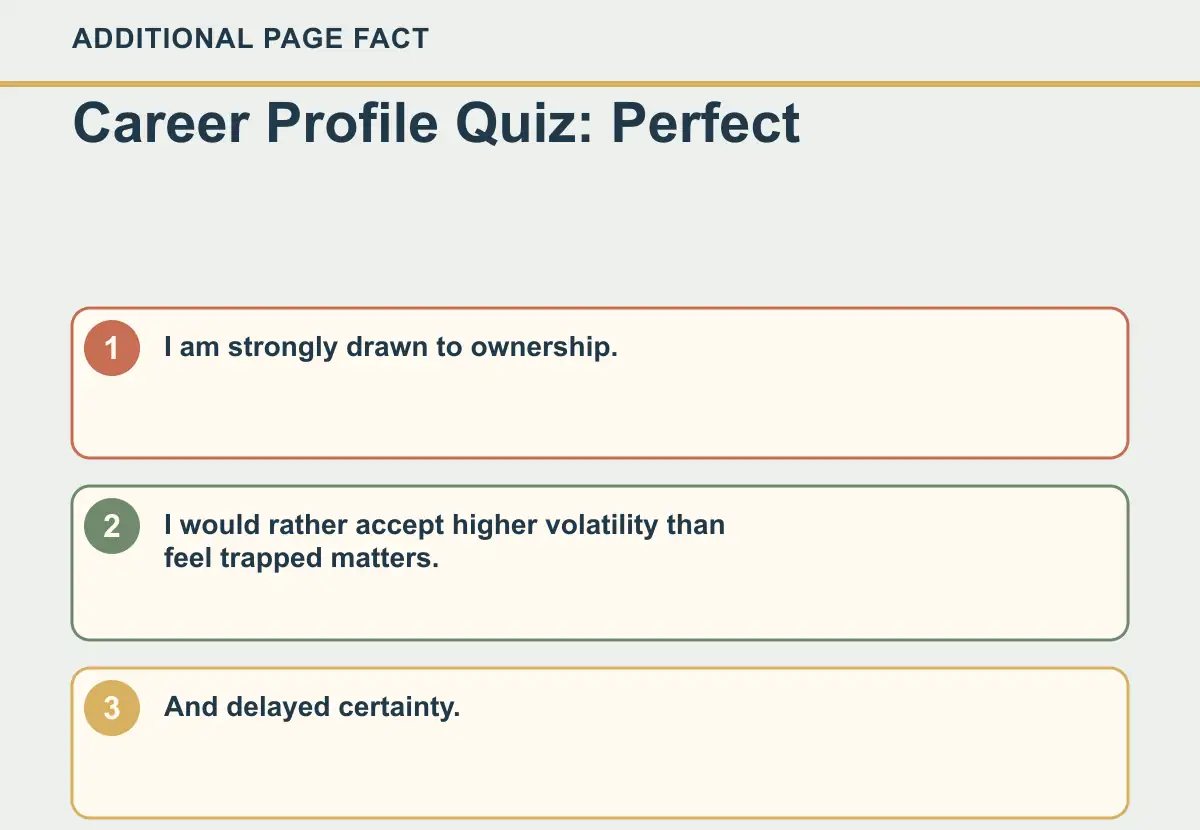 ADDITIONAL PAGE FACT
Career Profile Quiz: Perfect
1
I am strongly drawn to ownership.
2
I would rather accept higher volatility than
feel trapped matters.
3
And delayed certainty.